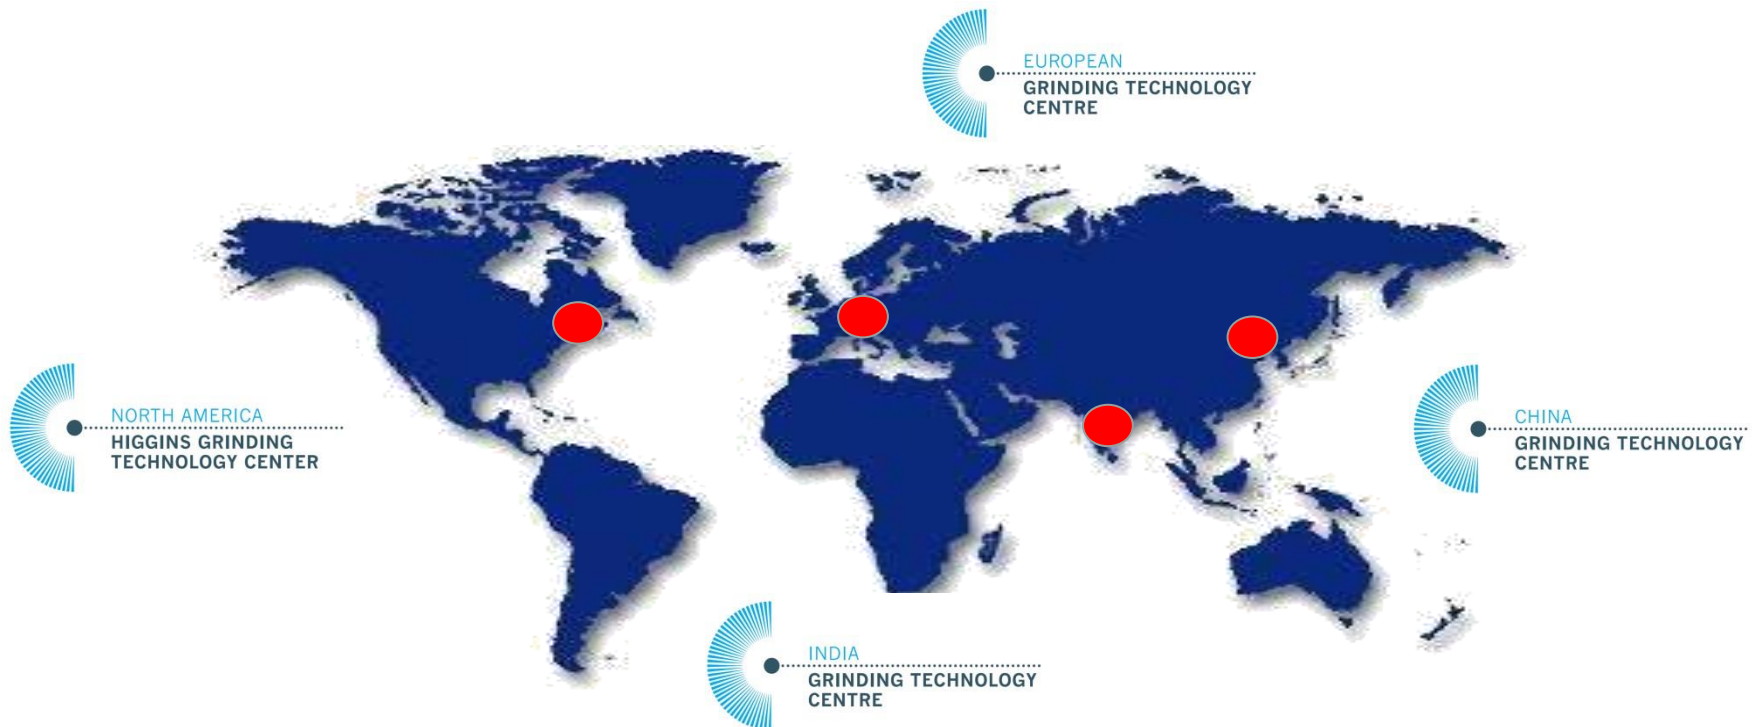 EUROPEAN
GRINDING TECHNOLOGY
CENTRE
NORTH AMERICA
HIGGINS GRINDING
TECHNOLOGY CENTER
CHINA
GRINDING TECHNOLOGY
CENTRE
INDIA
GRINDING TECHNOLOGY
CENTRE